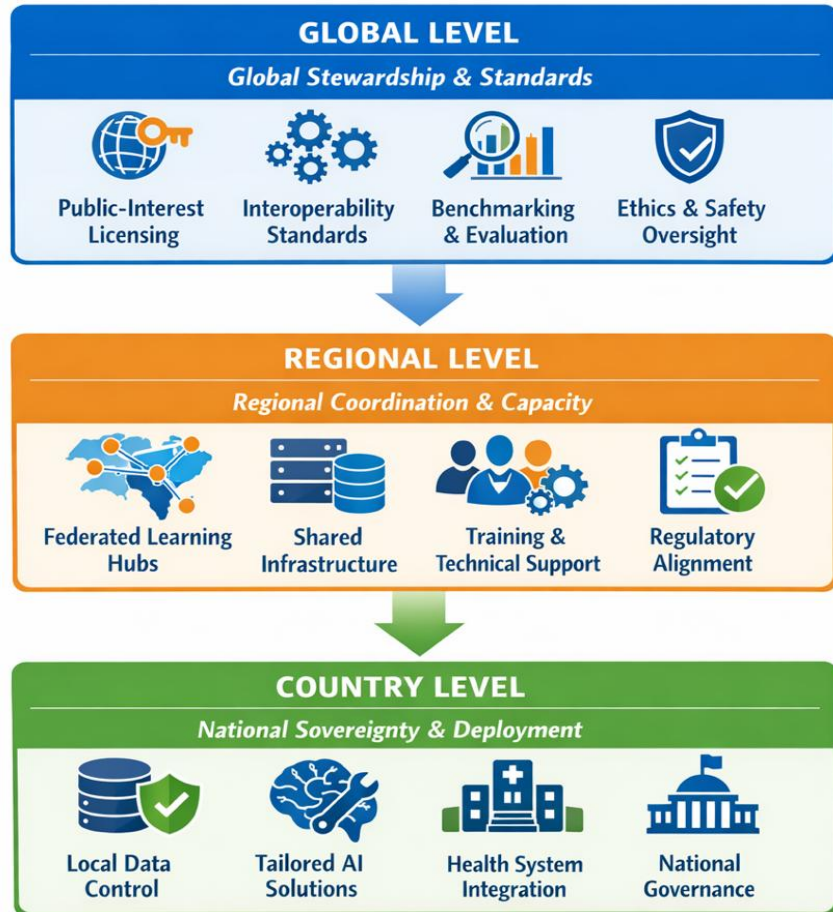 GLOBAL LEVEL
Global Stewardship & Standards
Public-Interest
Licensing
Interoperability
Standards
Benchmarking
& Evaluation
Ethics & Safety
Oversight
REGIONAL LEVEL
Regional Coordination & Capacity
Federated Learning
Hubs
Shared
Infrastructure
Training &
Technical Support
Regulatory
Alignment
COUNTRY LEVEL
National Sovereignty & Deployment
Local Data
Control
Tailored AI
Solutions
Health System
Integration
National
Governance